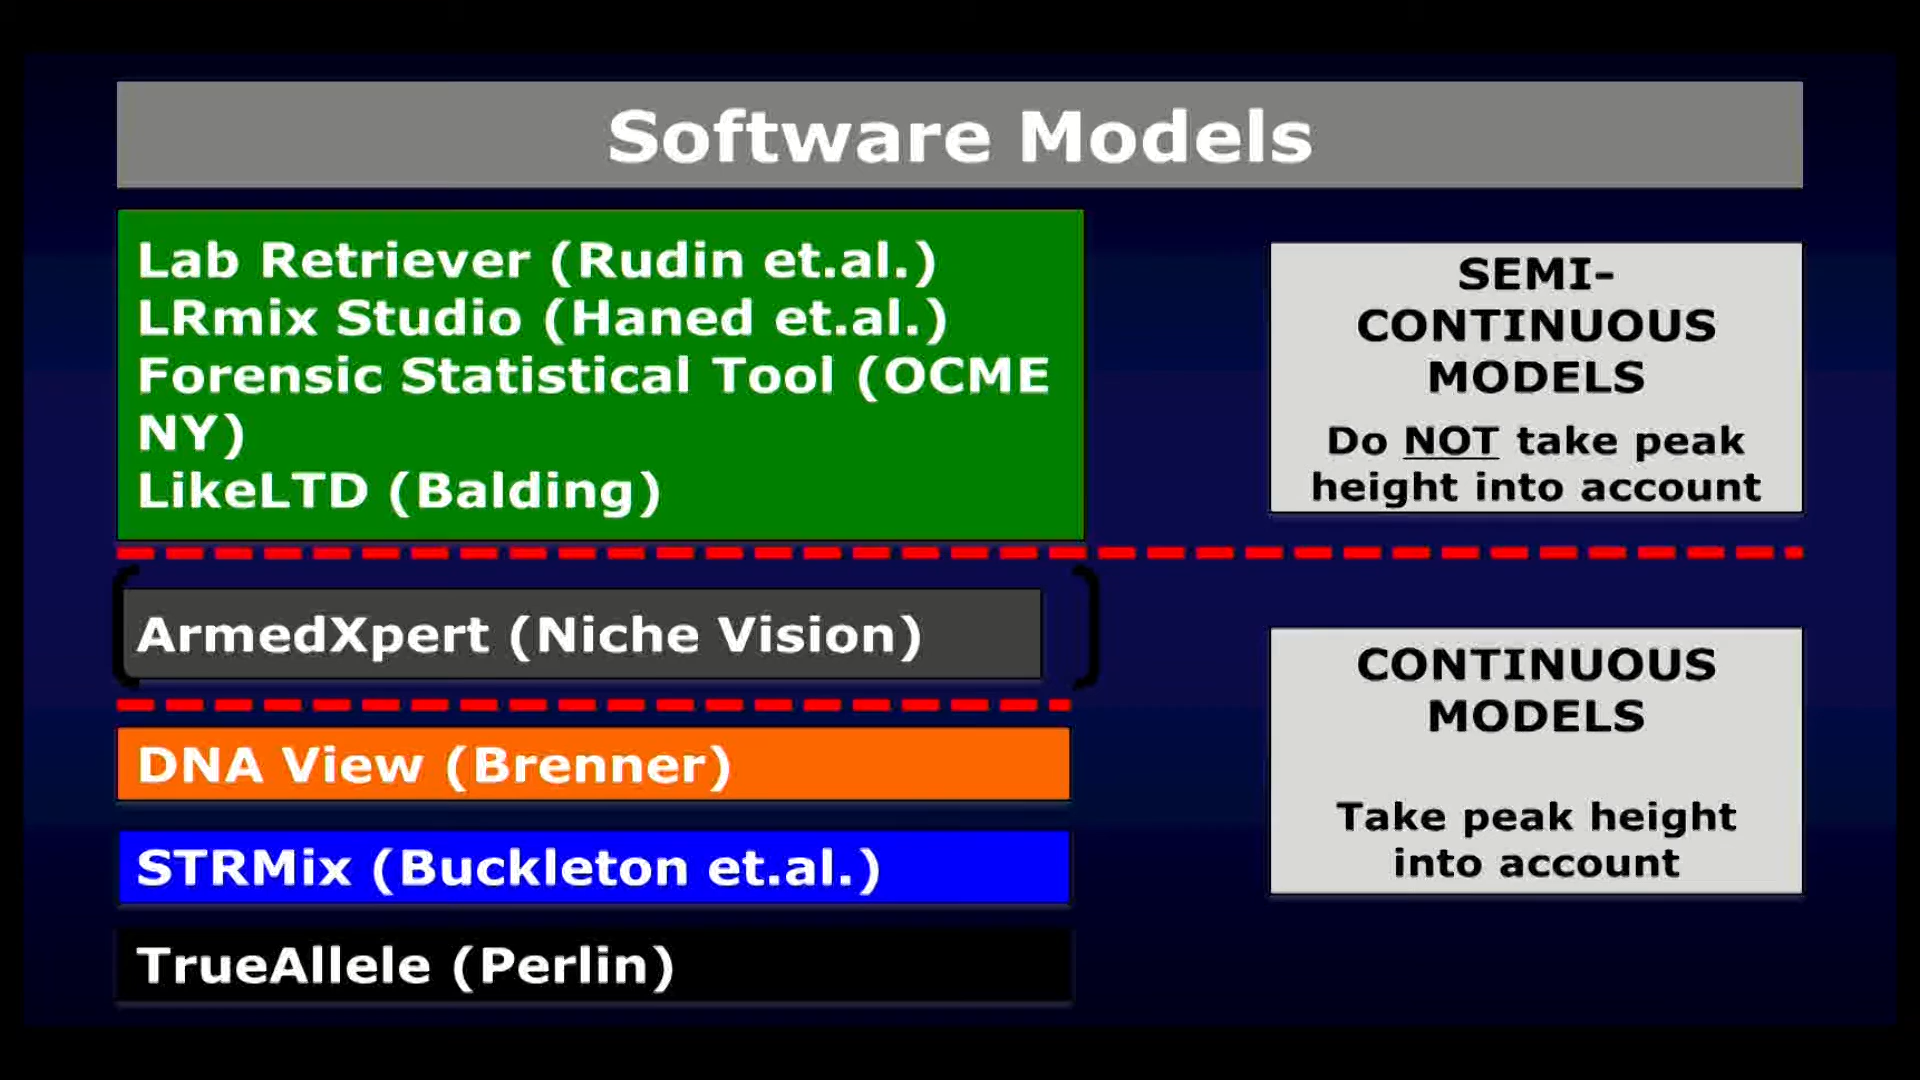 Software Models
Lab Retriever (Rudin et.al.)
LRmix Studio (Haned et.al.)
Forensic Statistical Tool (OCME
NY)
LikeLTD (Balding)
SEMI-
CONTINUOUS
MODELS
Do NOT take peak
height into account
ArmedXpert (Niche Vision)
DNA View (Brenner)
STRMix (Buckleton et.al.)
TrueAllele (Perlin)
CONTINUOUS
MODELS
Take peak height
into account